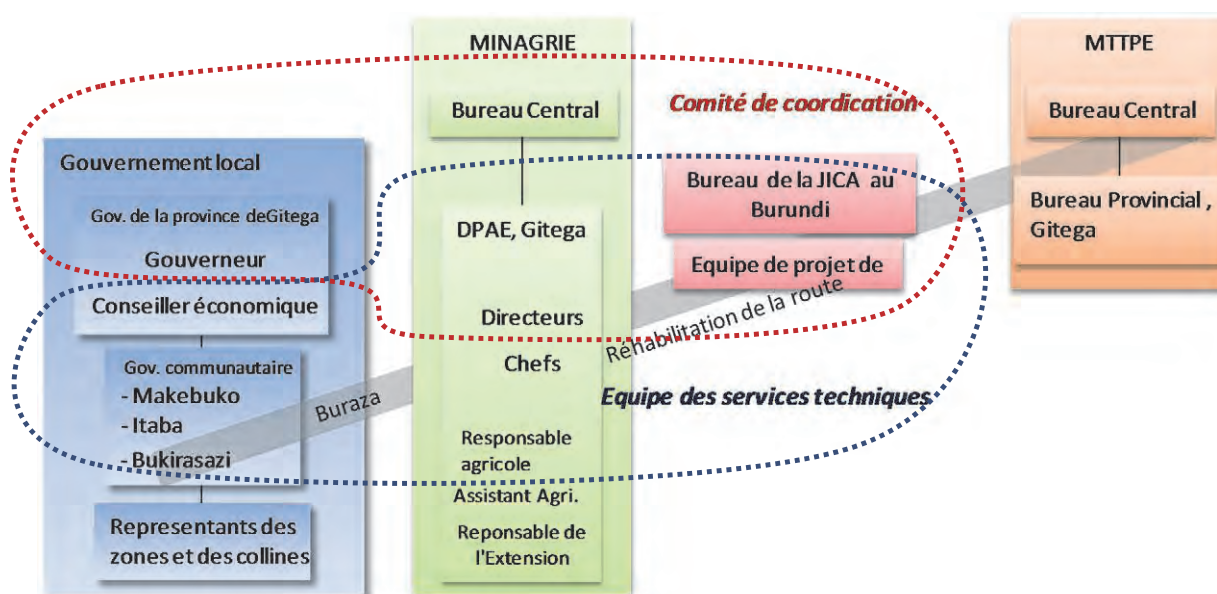 MINAGRIE
MTTPE
Bureau Central
Comité de coordication
Bureau Central
Gouvernement local
Bureau de la JICA au
Burundi
Gov. de la province deGitega
Gouverneur
DPAE, Gitega
Bureau Provincial ,
Gitega
Equipe de projet de
Conseiller économique
Directeurs
Réhabilitation de la route
Gov. communautaire
- Makebuko
- Itaba
- Bukirasazi
Chefs
Buraza
Equipe des services techniques
Responsable
agricole
Assistant Agri.
Representants des
zones et des collines
Reponsable de
l'Extension